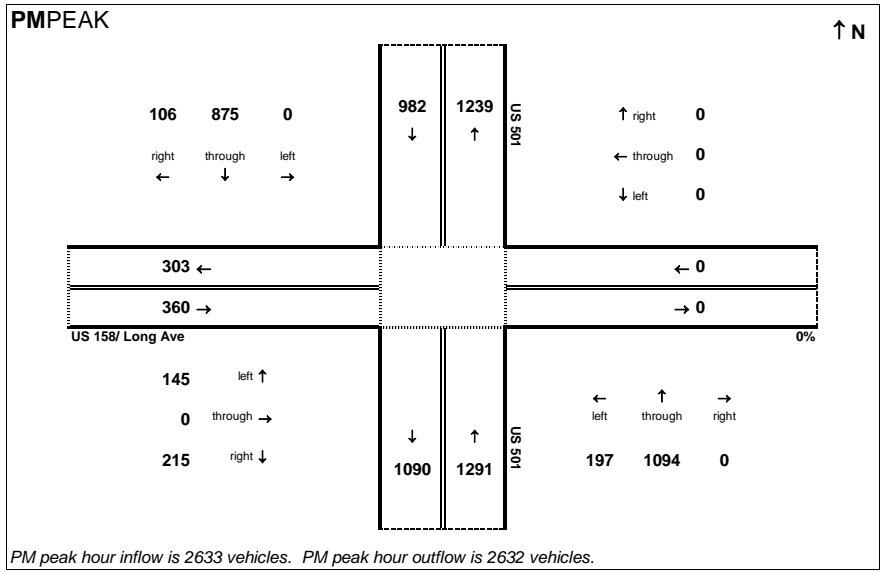 PMPEAK
↑ N
106 875 0
right through left
← ↓ →
982 1239
↓ ↑
US 501
↑ right 0
← through 0
↓ left 0
303 ←
360 →
← 0
→ 0
US 158/ Long Ave
0%
145 left ↑
0 through →
215 right ↓
↓ ↑
1090 1291
US 501
← ↑ →
left through right
197 1094 0
PM peak hour inflow is 2633 vehicles. PM peak hour outflow is 2632 vehicles.